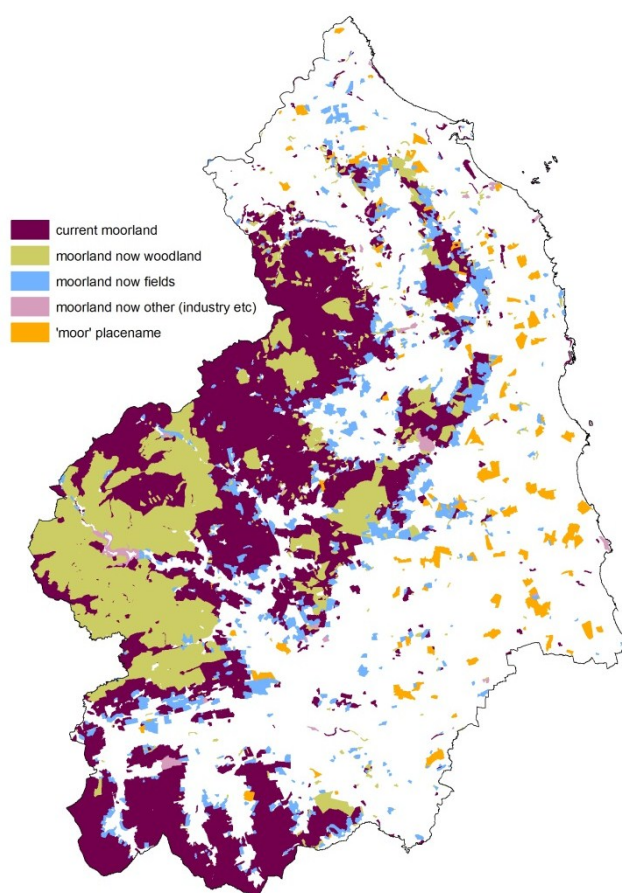 current moorland
moorland now woodland
moorland now fields
moorland now other (industry etc)
'moor' placename